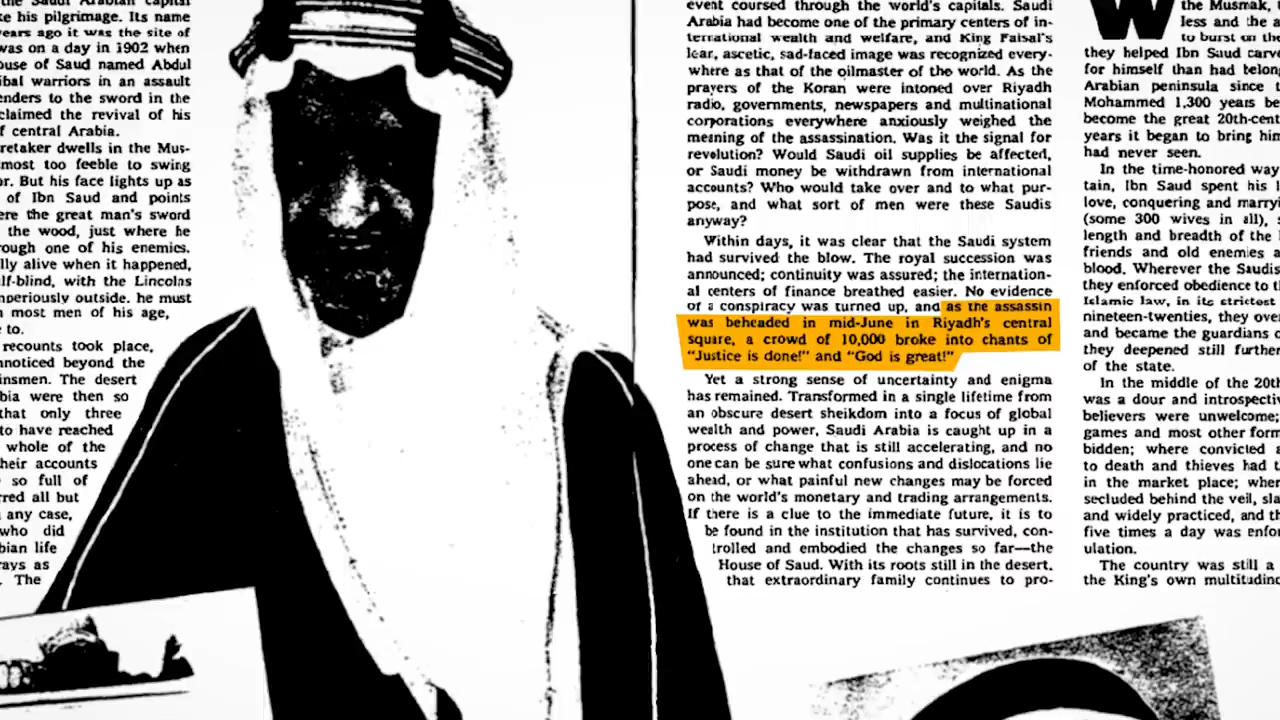 the Saudi Arabian capital
ke his pilgrimage. Its name
years ago it was the site of
was on a day in 1902 when
ouse of Saud named Abdul
ibal warriors in an assault
enders to the sword in the
claimed the revival of his
f central Arabia.
retaker dwells in the Mus-
most too feeble to swing
or. But his face lights up as
of Ibn Saud and points
ere the great man's sword
the wood, just where he
rough one of his enemies.
lly alive when it happened,
lf-blind, with the Lincolns
mperiously outside, he must
most men of his age,
to.
recounts took place,
nnoticed beyond the
insmen. The desert
bia were then so
that only three
to have reached
whole of the
their accounts
so full of
rred all but
any case,
who did
bian life
rays as
The
event coursed through the world's capitals. Saudi
Arabia had become one of the primary centers of in-
ternational wealth and welfare, and King Faisal's
lear, ascetic, sad-faced image was recognized every-
where as that of the oilmaster of the world. As the
prayers of the Koran were intoned over Riyadh
radio, governments, newspapers and multinational
corporations everywhere anxiously weighed the
meaning of the assassination. Was it the signal for
revolution? Would Saudi oil supplies be affected,
or Saudi money be withdrawn from international
accounts? Who would take over and to what pur-
pose, and what sort of men were these Saudis
anyway?
Within days, it was clear that the Saudi system
had survived the blow. The royal succession was
announced; continuity was assured; the internation-
al centers of finance breathed easier. No evidence
of a conspiracy was turned up, and as the assassin
was beheaded in mid-June in Riyadh's central
square, a crowd of 10,000 broke into chants of
"Justice is done!" and "God is great!"
Yet a strong sense of uncertainty and enigma
has remained. Transformed in a single lifetime from
an obscure desert sheikdom into a focus of global
wealth and power, Saudi Arabia is caught up in a
process of change that is still accelerating, and no
one can be sure what confusions and dislocations lie
ahead, or what painful new changes may be forced
on the world's monetary and trading arrangements.
If there is a clue to the immediate future, it is to
be found in the institution that has survived, con-
trolled and embodied the changes so far—the
House of Saud. With its roots still in the desert,
that extraordinary family continues to pro-
W the Musmak,
less and the a
to burst on the
they helped Ibn Saud carve
for himself than had belong
Arabian peninsula since t
Mohammed 1,300 years be
become the great 20th-cent
years it began to bring him
had never seen.
In the time-honored way
tain, Ibn Saud spent his l
love, conquering and marryi
(some 300 wives in all), s
length and breadth of the
friends and old enemies a
blood. Wherever the Saudis
they enforced obedience to th
Islamic law, in its strictest
nineteen-twenties, they over
and became the guardians o
they deepened still further
of the state.
In the middle of the 20th
was a dour and introspectiv
believers were unwelcome;
games and most other form
bidden; where convicted a
to death and thieves had t
in the market place; wher
secluded behind the veil, sla
and widely practiced, and th
five times a day was enfor
ulation.
The country was still a
the King's own multitudin